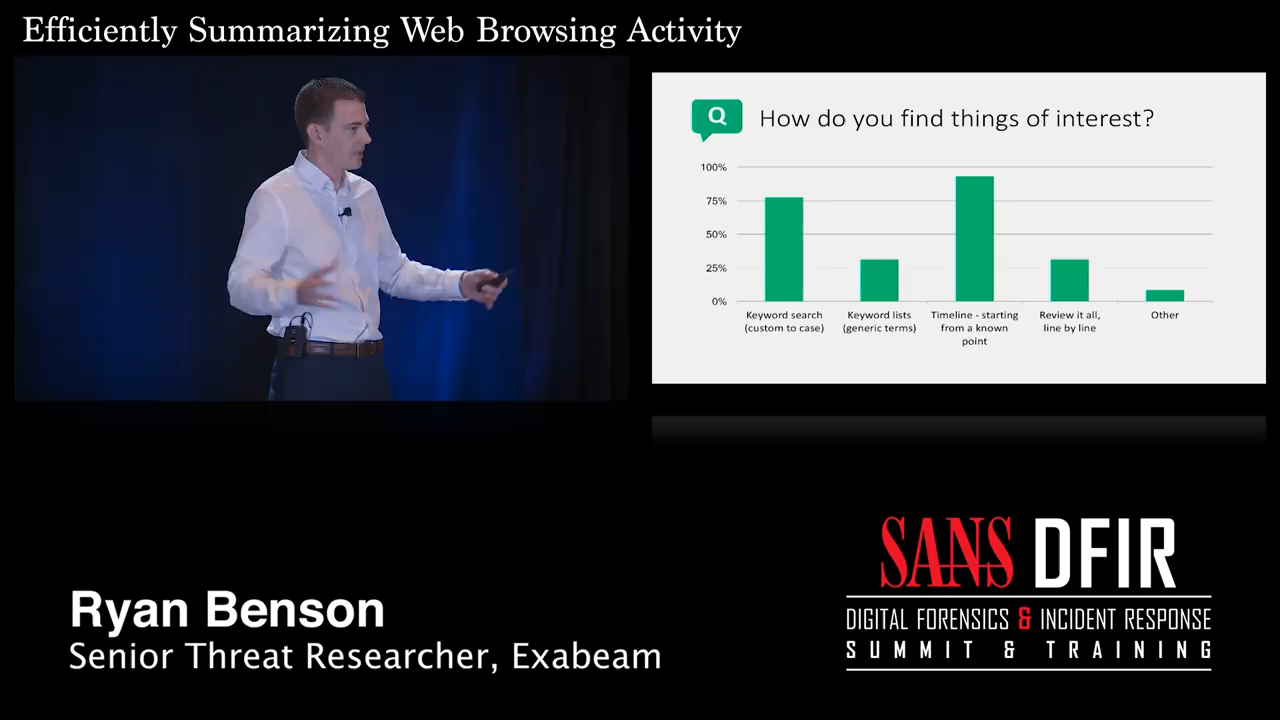 Efficiently Summarizing Web Browsing Activity
Q
How do you find things of interest?
100%
75%
50%
25%
0%
Keyword search
(custom to case)
Keyword lists
(generic terms)
Timeline - starting
from a known
point
Review it all,
line by line
Other
Ryan Benson
Senior Threat Researcher, Exabeam
SANS DFIR
DIGITAL FORENSICS & INCIDENT RESPONSE
SUMMIT & TRAINING